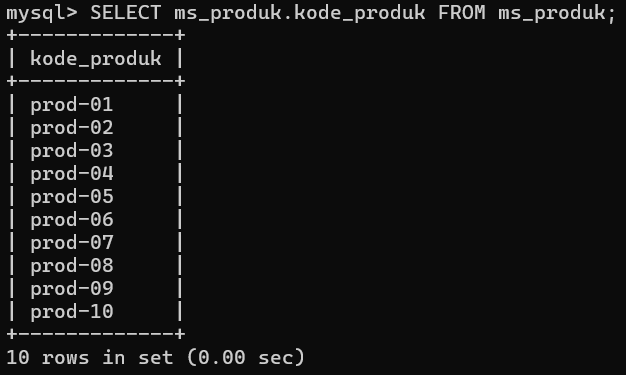 mysql> SELECT ms_produk.kode_produk FROM ms_produk;
+-------------+
| kode_produk |
+-------------+
| prod-01     |
| prod-02     |
| prod-03     |
| prod-04     |
| prod-05     |
| prod-06     |
| prod-07     |
| prod-08     |
| prod-09     |
| prod-10     |
+-------------+
10 rows in set (0.00 sec)